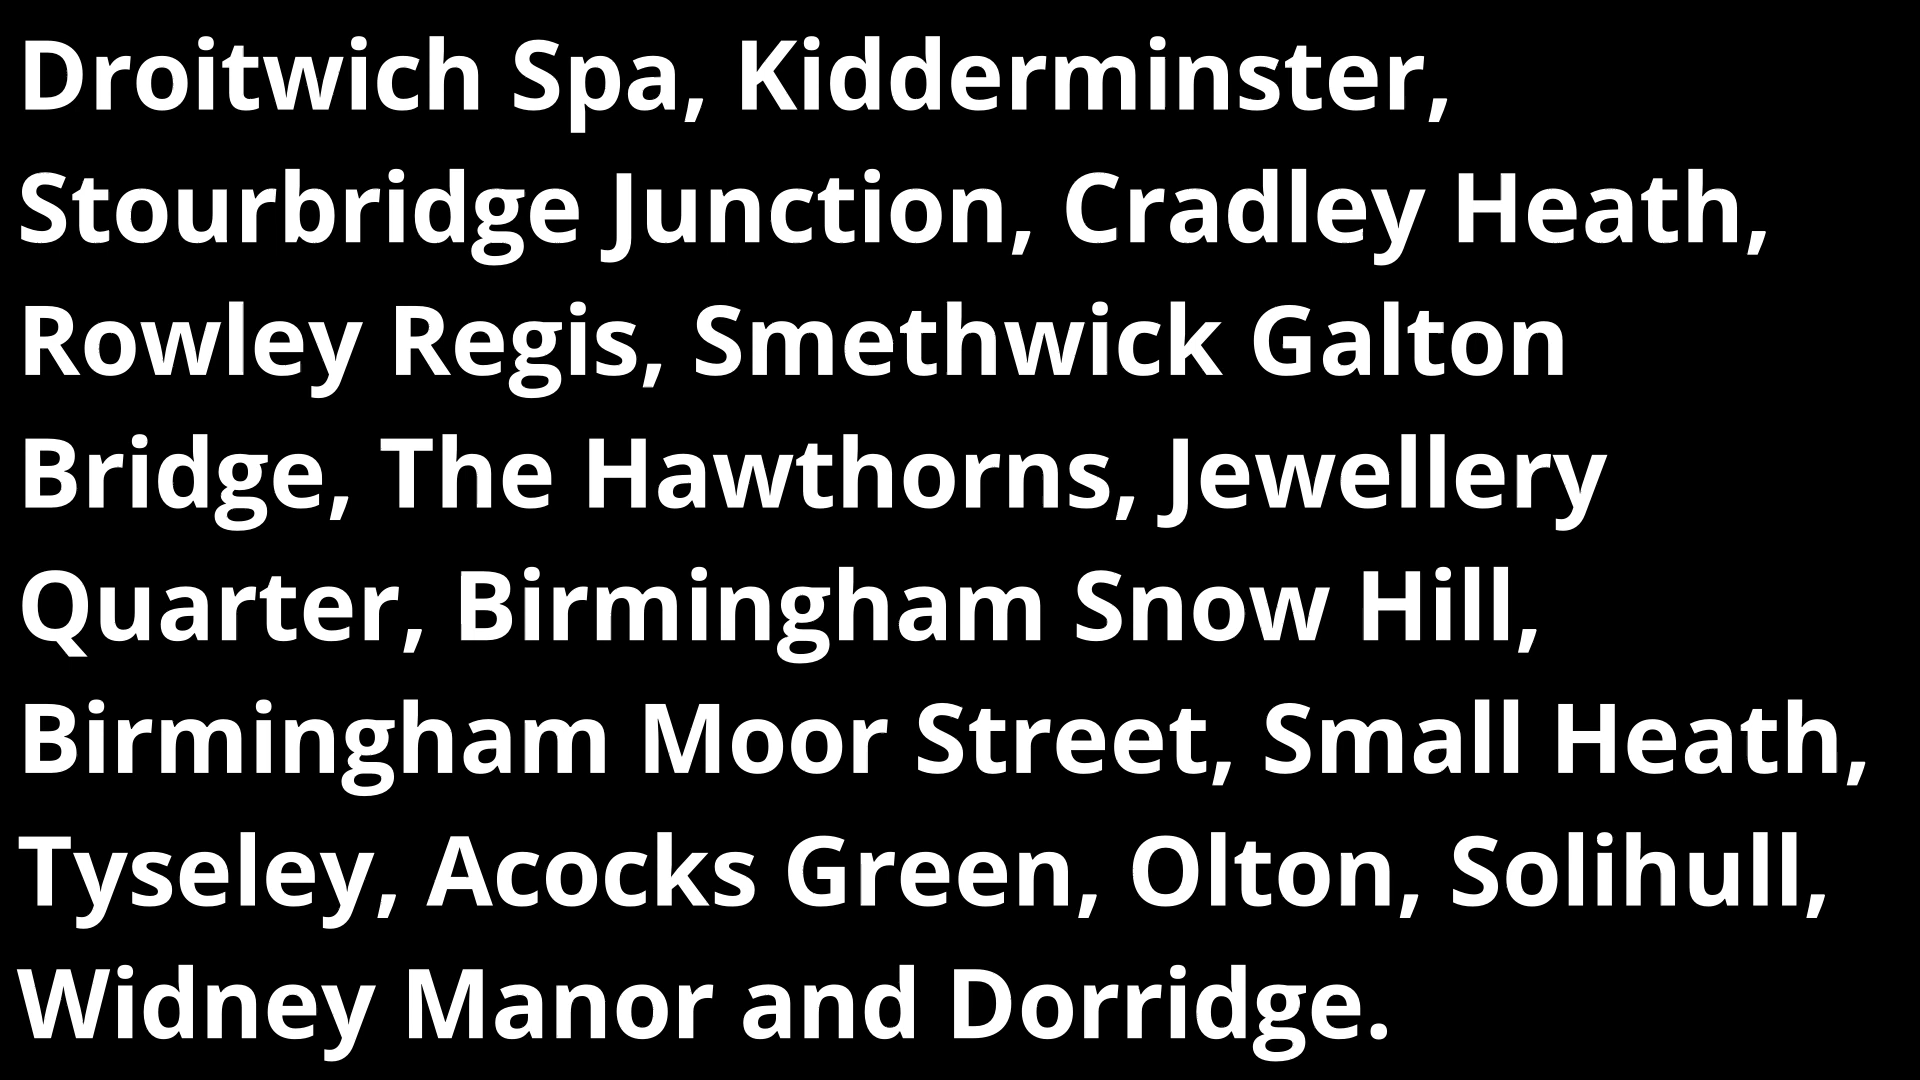 Droitwich Spa, Kidderminster,
Stourbridge Junction, Cradley Heath,
Rowley Regis, Smethwick Galton
Bridge, The Hawthorns, Jewellery
Quarter, Birmingham Snow Hill,
Birmingham Moor Street, Small Heath,
Tyseley, Acocks Green, Olton, Solihull,
Widney Manor and Dorridge.